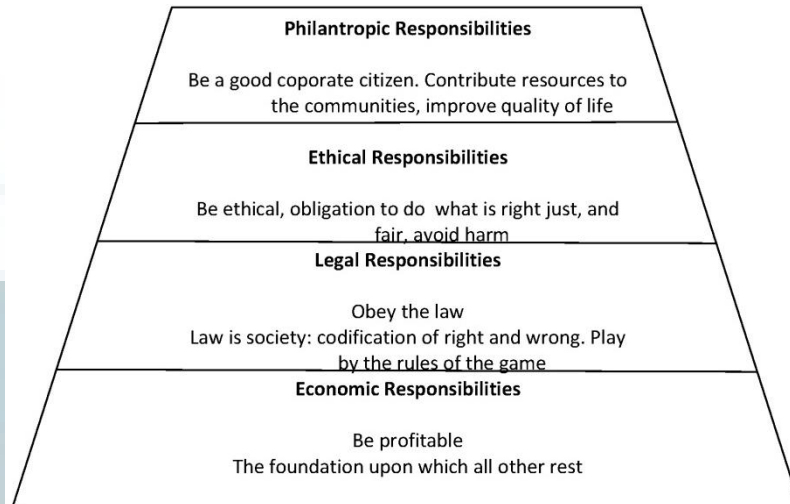 Philantropic Responsibilities
Be a good coporate citizen. Contribute resources to
the communities, improve quality of life
Ethical Responsibilities
Be ethical, obligation to do what is right just, and
fair, avoid harm
Legal Responsibilities
Obey the law
Law is society: codification of right and wrong. Play
by the rules of the game
Economic Responsibilities
Be profitable
The foundation upon which all other rest